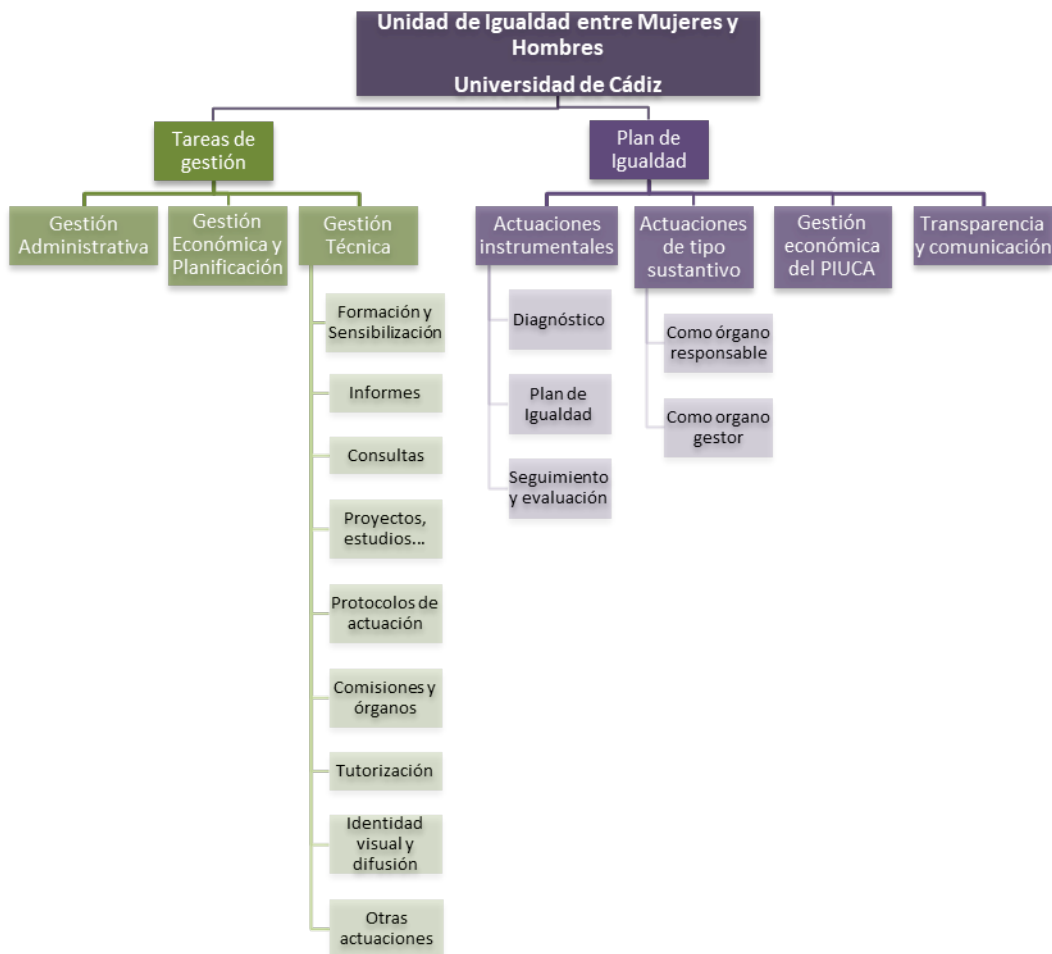 Unidad de Igualdad entre Mujeres y
Hombres
Universidad de Cádiz
Tareas de
gestión
Plan de
Igualdad
Gestión
Administrativa
Gestión
Económica y
Planificación
Gestión
Técnica
Actuaciones
instrumentales
Actuaciones
de tipo
sustantivo
Gestión
económica
del PIUCA
Transparencia
y comunicación
Formación y
Sensibilización
Informes
Consultas
Proyectos,
estudios...
Protocolos de
actuación
Comisiones y
órganos
Tutorización
Identidad
visual y
difusión
Otras
actuaciones
Diagnóstico
Plan de
Igualdad
Seguimiento
y evaluación
Como órgano
responsable
Como organo
gestor